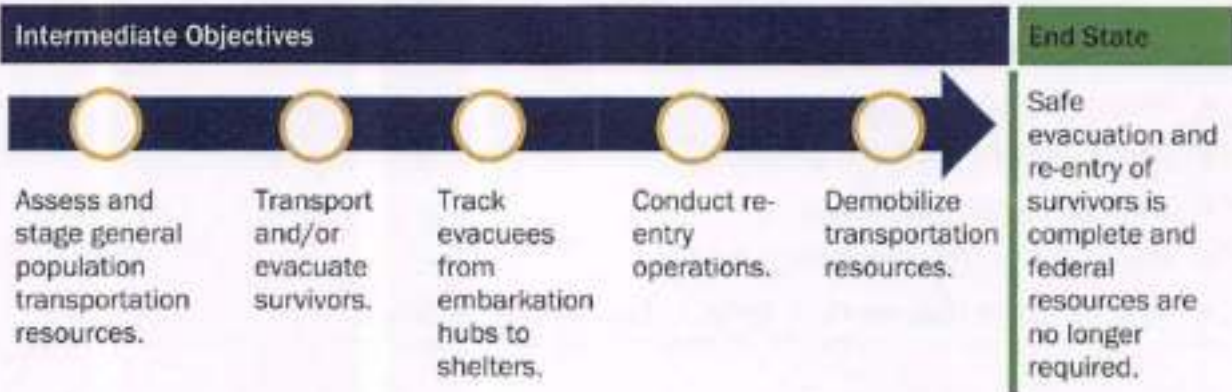 Intermediate Objectives
End State
Assess and
stage general
population
transportation
resources.
Transport
and/or
evacuate
survivors.
Track
evacuees
from
embarkation
hubs to
shelters.
Conduct re-
entry
operations.
Demobilize
transportation
resources.
Safe
evacuation and
re-entry of
survivors is
complete and
federal
resources are
no longer
required.